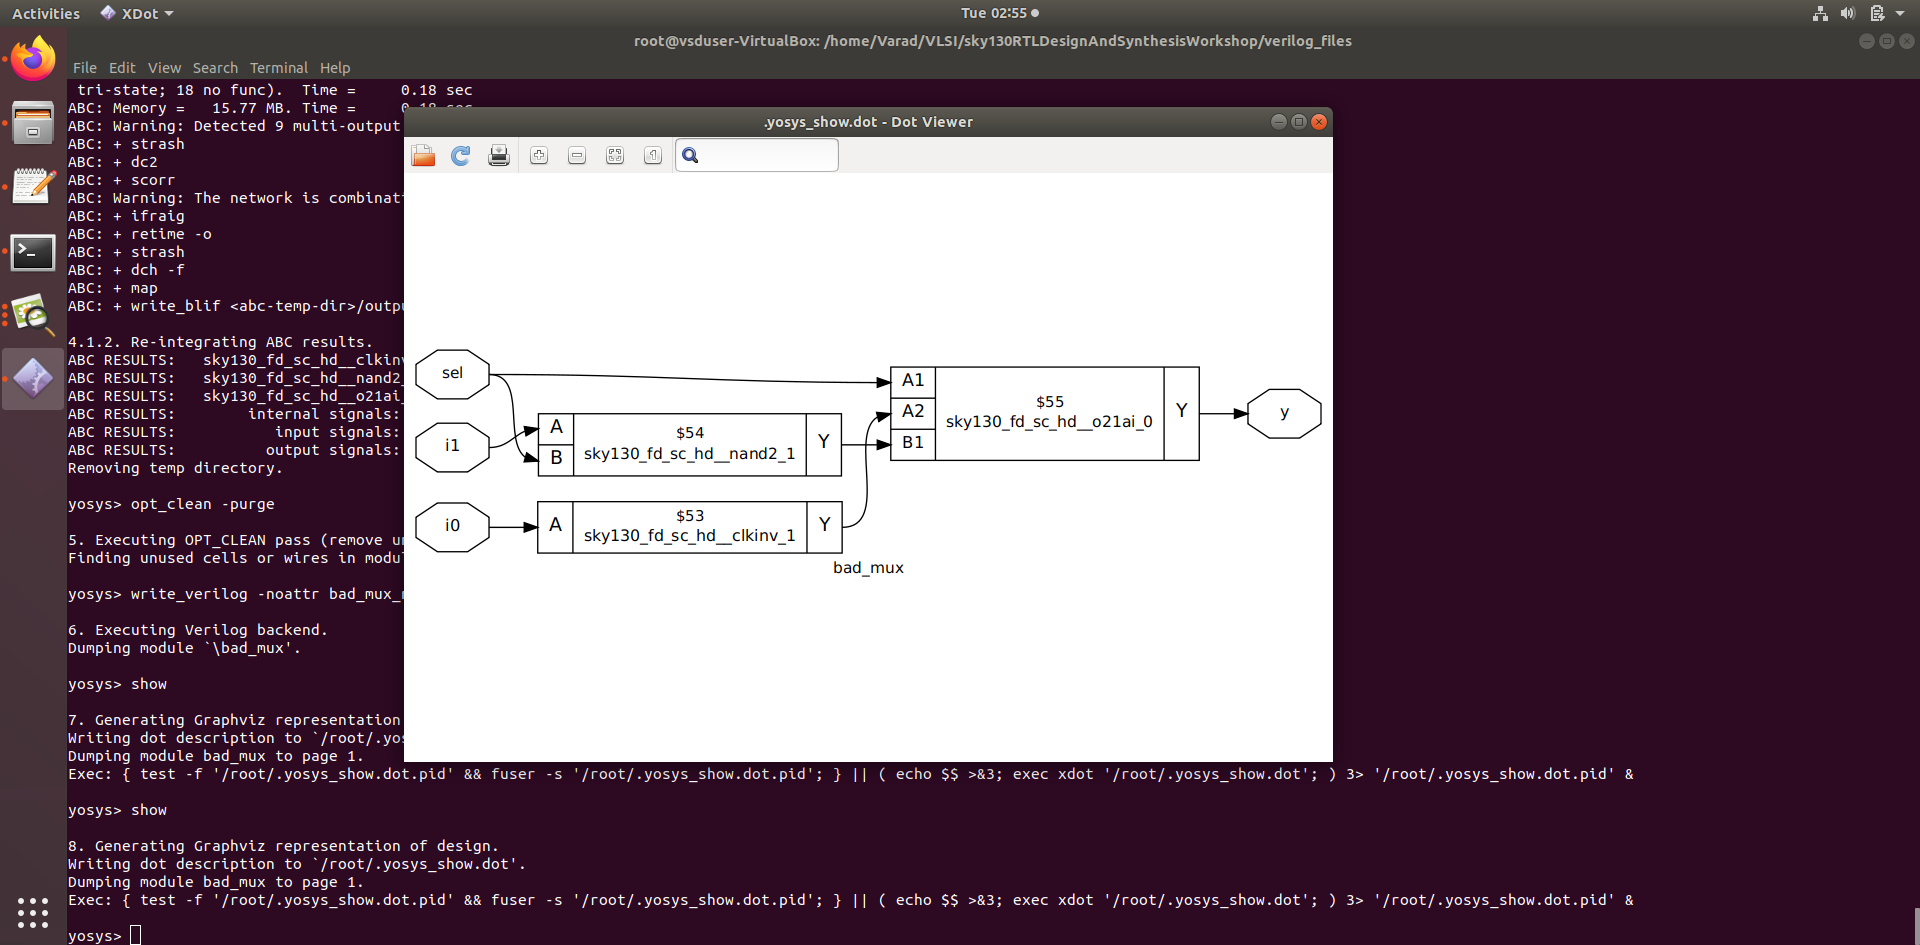 Activities XDot Tue 02:55
root@vsduser-VirtualBox: /home/Varad/VLSI/sky130RTLDesignAndSynthesisWorkshop/verilog_files
File Edit View Search Terminal Help
tri-state; 18 no func). Time = 0.18 sec
ABC: Memory = 15.77 MB. Time = 0.18 sec
ABC: Warning: Detected 9 multi-output
ABC: + strash
ABC: + dc2
ABC: + scorr
ABC: Warning: The network is combinat
ABC: + ifraig
ABC: + retime -o
ABC: + strash
ABC: + dch -f
ABC: + map
ABC: + write_blif <abc-temp-dir>/outpu
4.1.2. Re-integrating ABC results.
ABC RESULTS: sky130_fd_sc_hd__clkinv
ABC RESULTS: sky130_fd_sc_hd__nand2_
ABC RESULTS: sky130_fd_sc_hd__o21ai_
ABC RESULTS: internal signals:
ABC RESULTS: input signals:
ABC RESULTS: output signals:
Removing temp directory.
yosys> opt_clean -purge
5. Executing OPT_CLEAN pass (remove un
Finding unused cells or wires in modul
yosys> write_verilog -noattr bad_mux_
6. Executing Verilog backend.
Dumping module `\bad_mux'.
yosys> show
7. Generating Graphviz representation
Writing dot description to `/root/.yos
Dumping module bad_mux to page 1.
Exec: { test -f '/root/.yosys_show.dot.pid' && fuser -s '/root/.yosys_show.dot.pid'; } || ( echo $$ >&3; exec xdot '/root/.yosys_show.dot'; ) 3> '/root/.yosys_show.dot.pid' &
yosys> show
8. Generating Graphviz representation of design.
Writing dot description to `/root/.yosys_show.dot'.
Dumping module bad_mux to page 1.
Exec: { test -f '/root/.yosys_show.dot.pid' && fuser -s '/root/.yosys_show.dot.pid'; } || ( echo $$ >&3; exec xdot '/root/.yosys_show.dot'; ) 3> '/root/.yosys_show.dot.pid' &
yosys>
.yosys_show.dot - Dot Viewer
sel
i1
i0
A
B
$54
sky130_fd_sc_hd__nand2_1
Y
A
$53
sky130_fd_sc_hd__clkinv_1
Y
A1
A2
B1
$55
sky130_fd_sc_hd__o21ai_0
Y
y
bad_mux